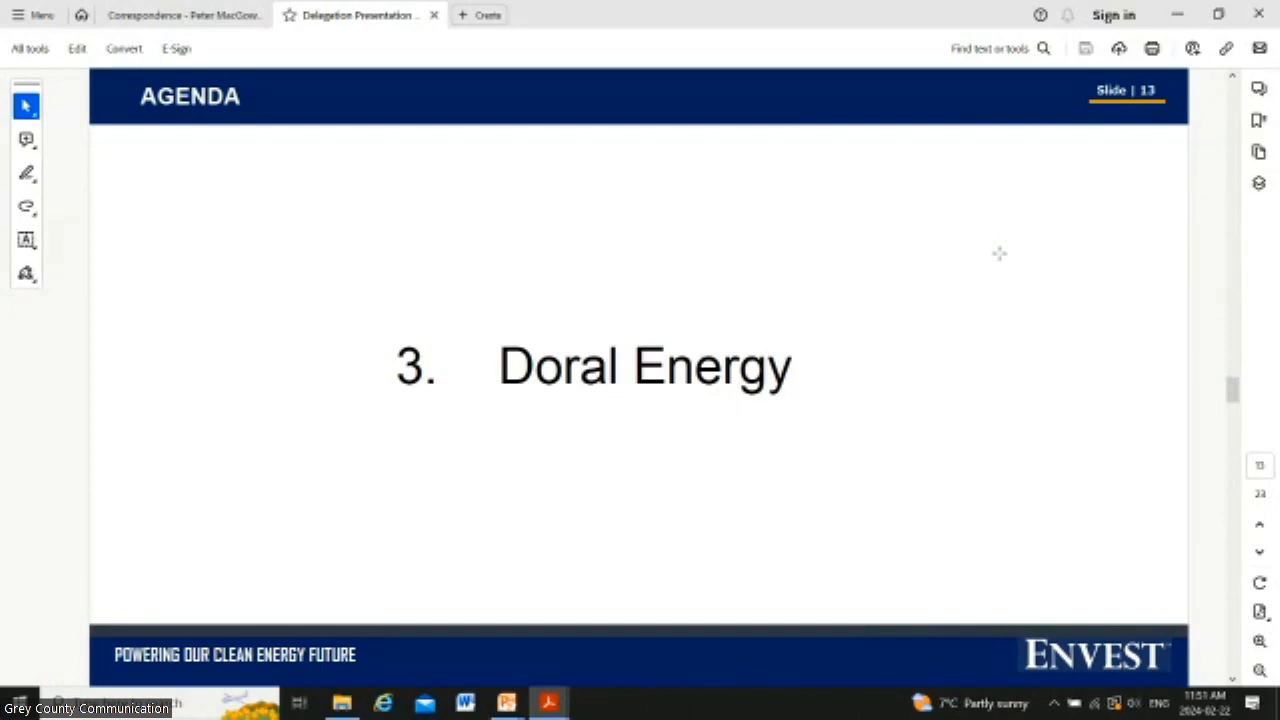 Menu
Correspondence - Peter MacGow..
Delegation Presentation ..
Create
Sign in
All tools
Edit
Convert
E-Sign
Find text or tools
AGENDA
Slide | 13
3. Doral Energy
13
23
POWERING OUR CLEAN ENERGY FUTURE
ENVEST
7°C Partly sunny
ENG
11:51 AM
2024-02-22
Grey County Communication